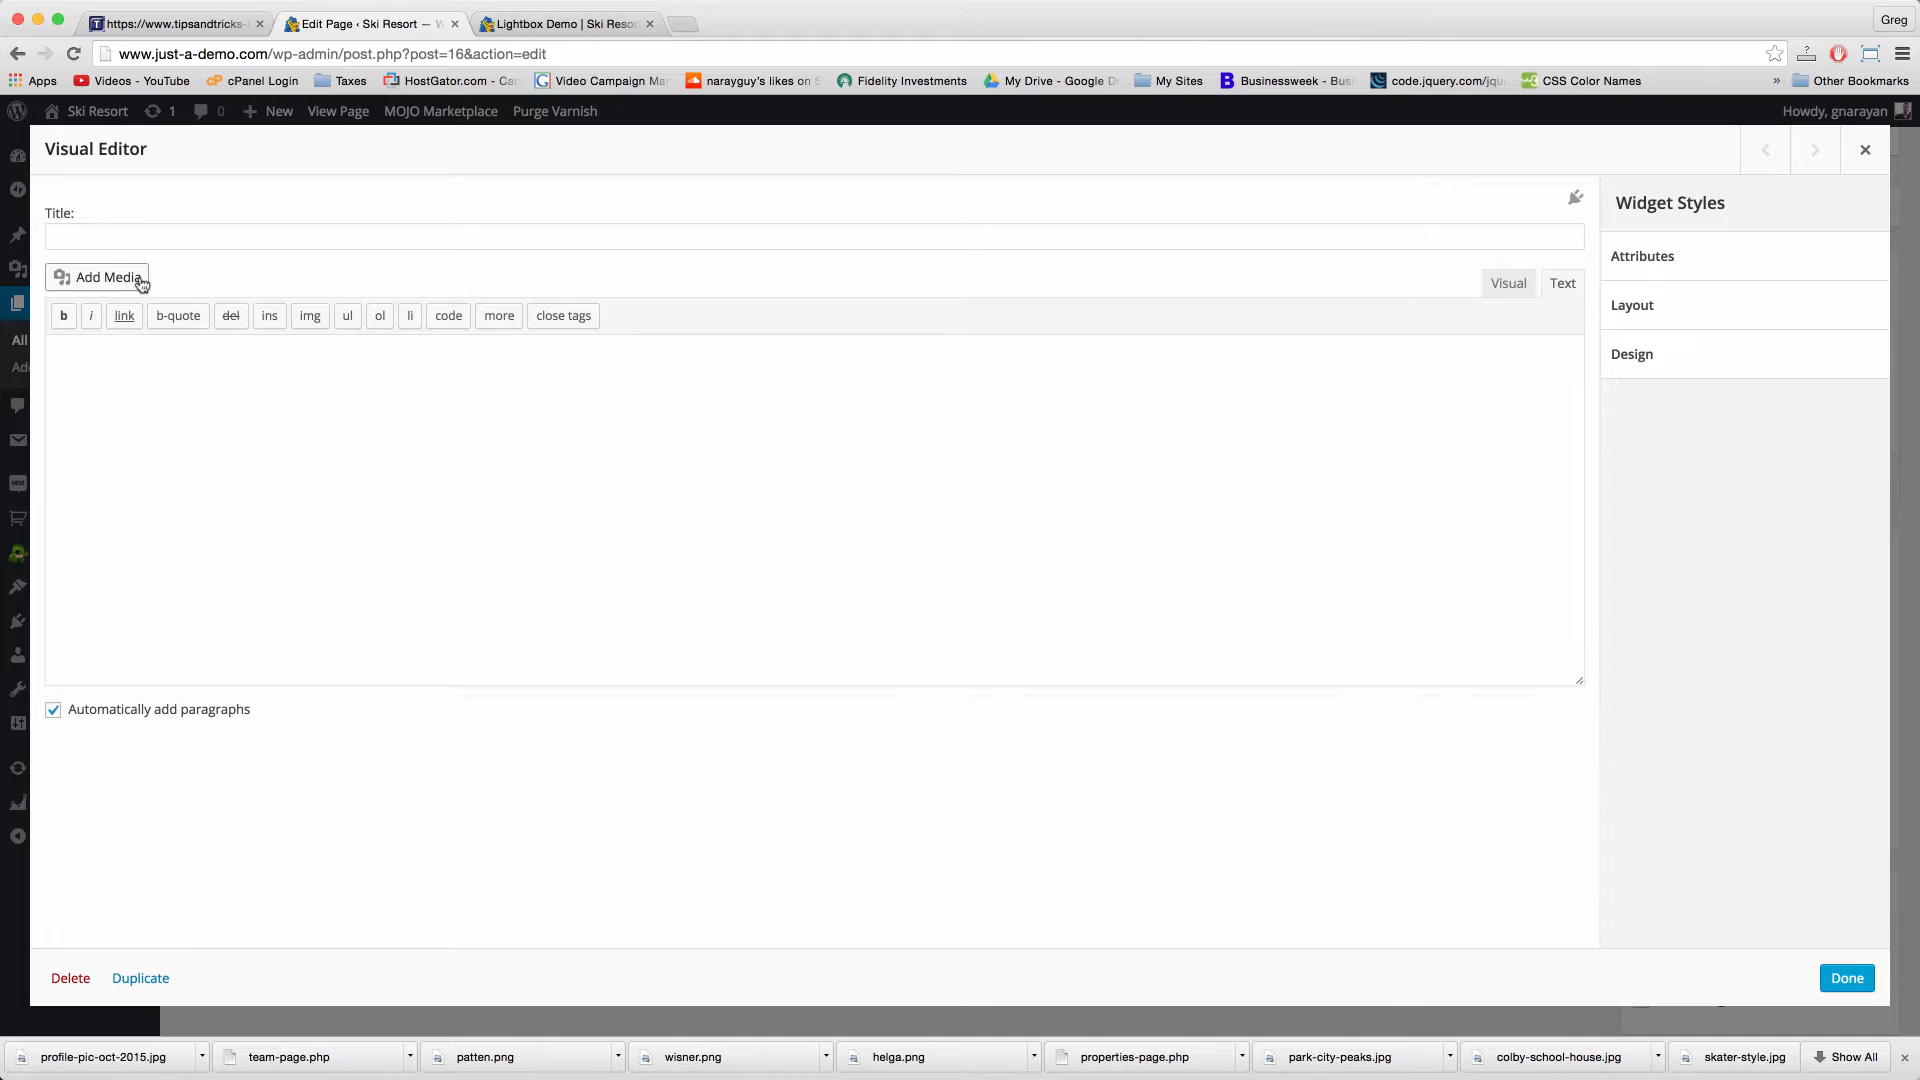 https://www.tipsandtricks-
Edit Page ‹ Ski Resort —
Lightbox Demo | Ski Resor
Greg
www.just-a-demo.com/wp-admin/post.php?post=16&action=edit
Apps
Videos - YouTube
cPanel Login
Taxes
HostGator.com - Ca
Video Campaign Ma
narayguy's likes on S
Fidelity Investments
My Drive - Google D
My Sites
Businessweek - Bus
code.jquery.com/jqu
CSS Color Names
»
Other Bookmarks
Ski Resort
1
0
New
View Page
MOJO Marketplace
Purge Varnish
Howdy, gnarayan
Visual Editor
Title:
Widget Styles
Add Media
Visual
Text
Attributes
b
i
link
b-quote
del
ins
img
ul
ol
li
code
more
close tags
Layout
Design
All
Add
Automatically add paragraphs
Delete
Duplicate
Done
profile-pic-oct-2015.jpg
team-page.php
patten.png
wisner.png
helga.png
properties-page.php
park-city-peaks.jpg
colby-school-house.jpg
skater-style.jpg
Show All